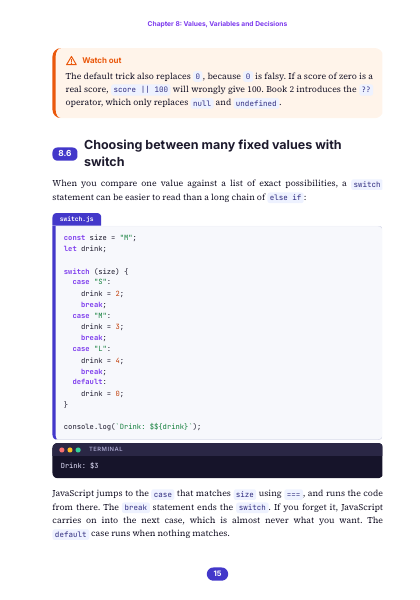 Chapter 8: Values, Variables and Decisions
Watch out
The default trick also replaces 0, because 0 is falsy. If a score of zero is a
real score, score || 100 will wrongly give 100. Book 2 introduces the ??
operator, which only replaces null and undefined.
8.6 Choosing between many fixed values with
switch
When you compare one value against a list of exact possibilities, a switch
statement can be easier to read than a long chain of else if:
switch.js
const size = "M";
let drink;
switch (size) {
case "S":
drink = 2;
break;
case "M":
drink = 3;
break;
case "L":
drink = 4;
break;
default:
drink = 0;
}
console.log(`Drink: $${drink}`);
TERMINAL
Drink: $3
JavaScript jumps to the case that matches size using ===, and runs the code
from there. The break statement ends the switch. If you forget it, JavaScript
carries on into the next case, which is almost never what you want. The
default case runs when nothing matches.
15